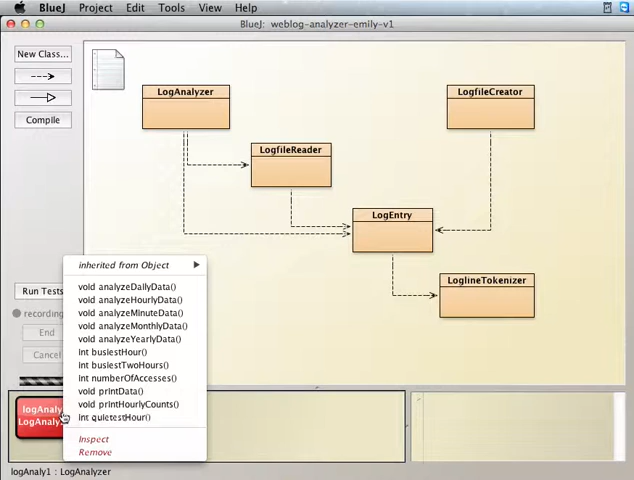 BlueJ Project Edit Tools View Help
BlueJ: weblog-analyzer-emily-v1
New Class...
Compile
LogAnalyzer
LogfileCreator
LogfileReader
LogEntry
LoglineTokenizer
Run Tests
recording
End
Cancel
inherited from Object
void analyzeDailyData()
void analyzeHourlyData()
void analyzeMinuteData()
void analyzeMonthlyData()
void analyzeYearlyData()
int busiestHour()
int busiestTwoHours()
int numberOfAccesses()
void printData()
void printHourlyCounts()
int quietestHour()
Inspect
Remove
logAnaly
LogAnaly
logAnaly1 : LogAnalyzer